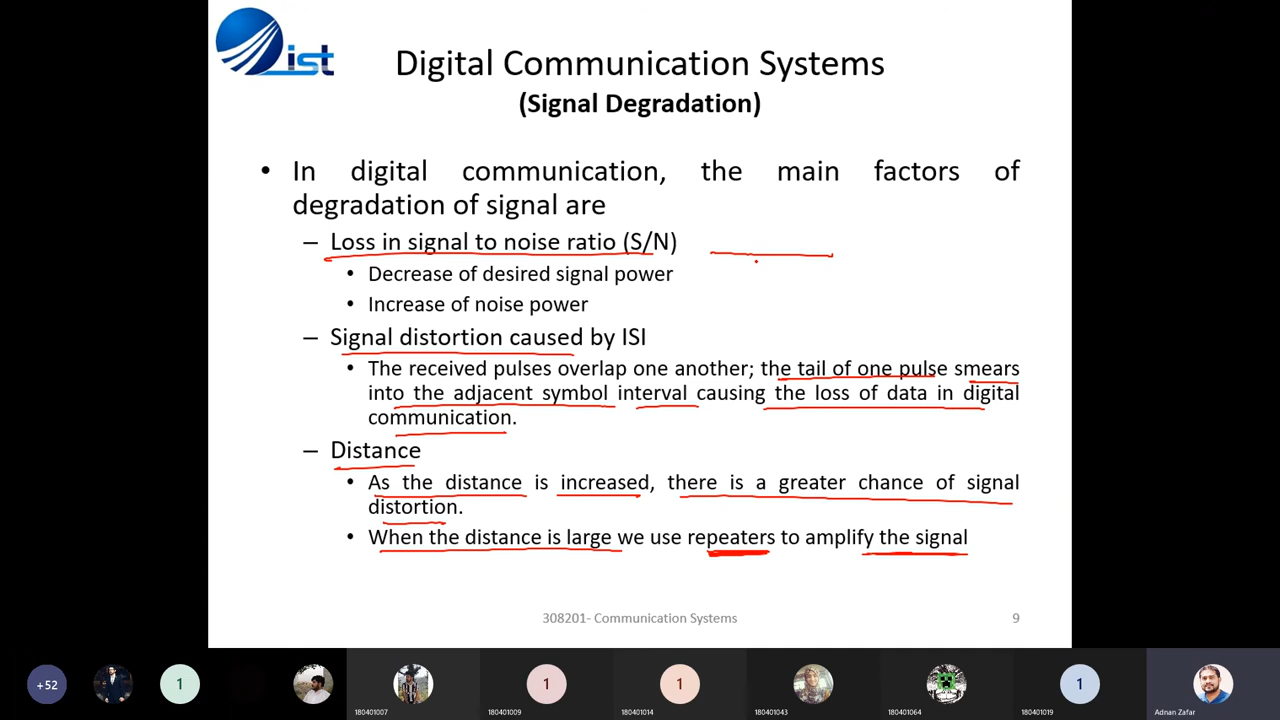 ist
Digital Communication Systems
(Signal Degradation)
• In digital communication, the main factors of
degradation of signal are
– Loss in signal to noise ratio (S/N)
• Decrease of desired signal power
• Increase of noise power
– Signal distortion caused by ISI
• The received pulses overlap one another; the tail of one pulse smears
into the adjacent symbol interval causing the loss of data in digital
communication.
– Distance
• As the distance is increased, there is a greater chance of signal
distortion.
• When the distance is large we use repeaters to amplify the signal
308201- Communication Systems 9
+52 1 1 1 1
180401007 180401009 180401014 180401043 180401064 180401019 Adnan Zafar